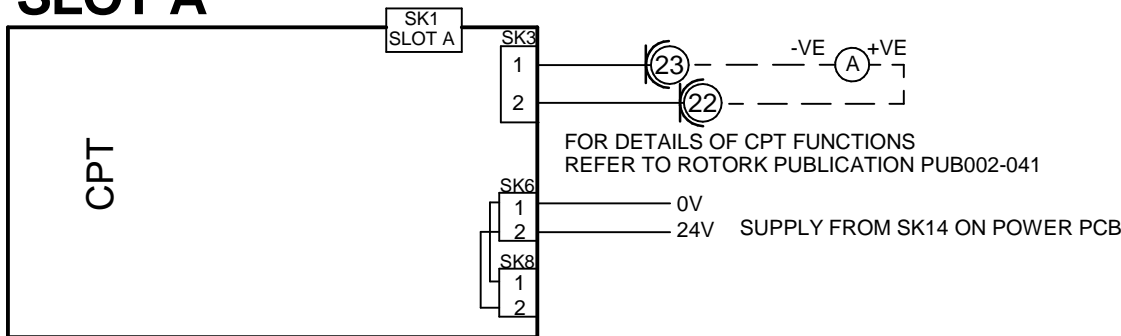 SLOT A
SK1
SLOT A
SK3
1
2
23
22
-VE
A
+VE
FOR DETAILS OF CPT FUNCTIONS
REFER TO ROTORK PUBLICATION PUB002-041
CPT
SK6
1
2
0V
24V SUPPLY FROM SK14 ON POWER PCB
SK8
1
2